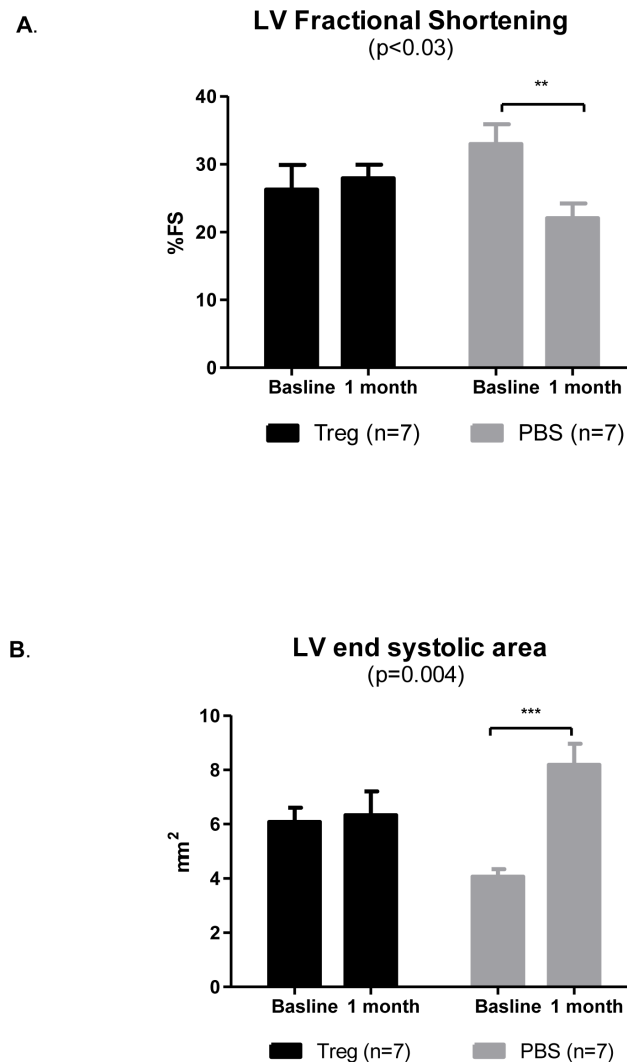 A.
LV Fractional Shortening
(p<0.03)
**
40
30
20
10
0
%FS
Basline 1 month Basline 1 month
Treg (n=7) PBS (n=7)
B.
LV end systolic area
(p=0.004)
***
10
8
6
4
2
0
mm²
Basline 1 month Basline 1 month
Treg (n=7) PBS (n=7)